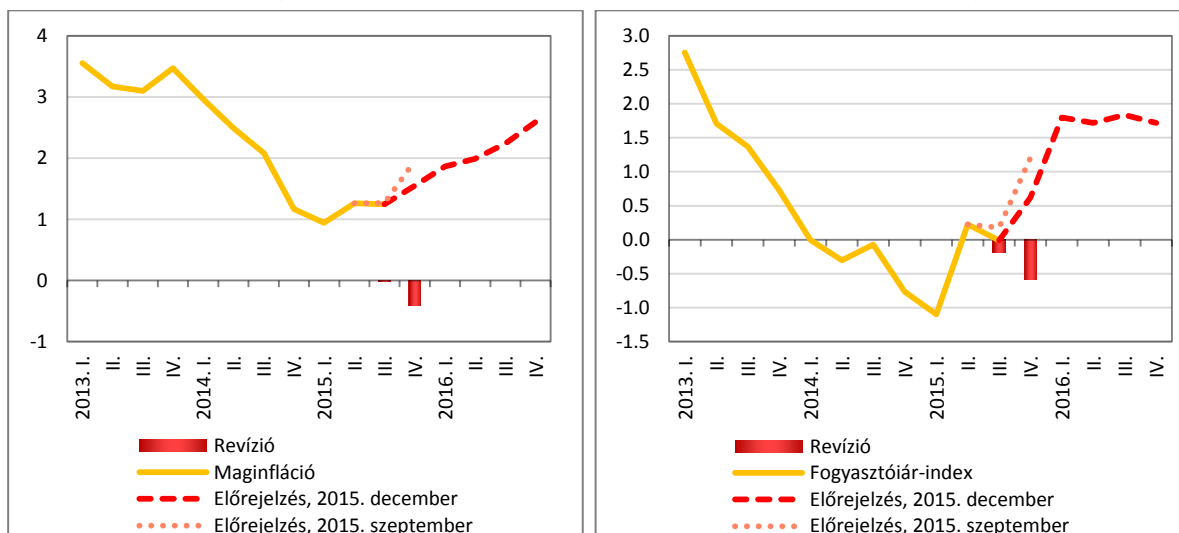 4
3
2
1
0
-1
2013. I.
II.
III.
IV.
2014. I.
II.
III.
IV.
2015. I.
II.
III.
IV.
2016. I.
II.
III.
IV.
Revízió
Maginfláció
Előrejelzés, 2015. december
Előrejelzés, 2015. szeptember
3.0
2.5
2.0
1.5
1.0
0.5
0.0
-0.5
-1.0
-1.5
2013. I.
II.
III.
IV.
2014. I.
II.
III.
IV.
2015. I.
II.
III.
IV.
2016. I.
II.
III.
IV.
Revízió
Fogyasztóiár-index
Előrejelzés, 2015. december
Előrejelzés, 2015. szeptember